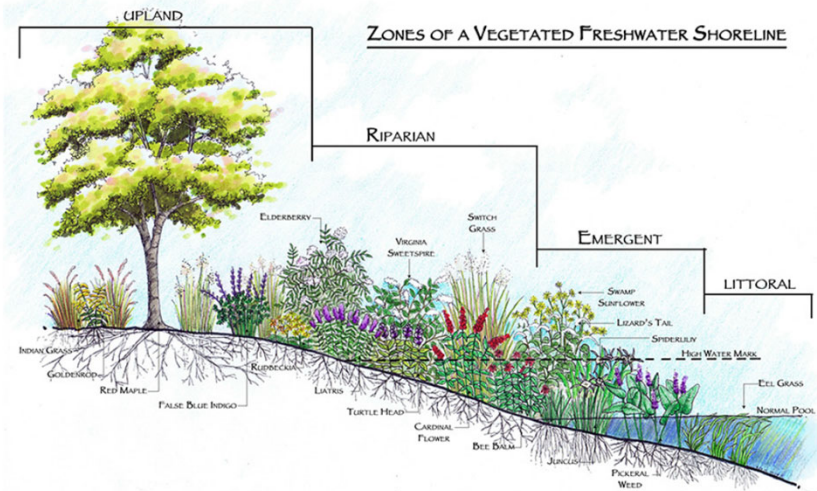 UPLAND
ZONES OF A VEGETATED FRESHWATER SHORELINE
RIPARIAN
ELDERBERRY
VIRGINIA
SWEETSPIRE
SWITCH
GRASS
EMERGENT
LITTORAL
SWAMP
SUNFLOWER
LIZARD'S TAIL
SPIDERLILIY
HIGH WATER MARK
EEL GRASS
NORMAL POOL
INDIAN GRASS
GOLDENROD
RED MAPLE
FALSE BLUE INDIGO
RUDBECKIA
LIATRIS
TURTLE HEAD
CARDINAL
FLOWER
BEE BALM
JUNCUS
PICKERAL
WEED